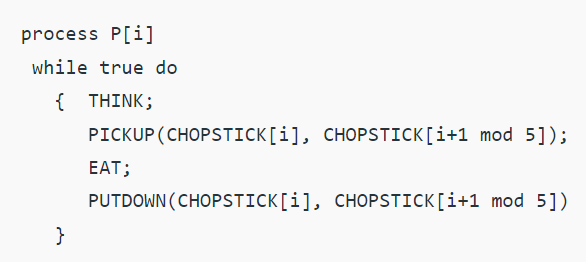 process P[i]
while true do
{ THINK;
PICKUP(CHOPSTICK[i], CHOPSTICK[i+1 mod 5]);
EAT;
PUTDOWN(CHOPSTICK[i], CHOPSTICK[i+1 mod 5])
}